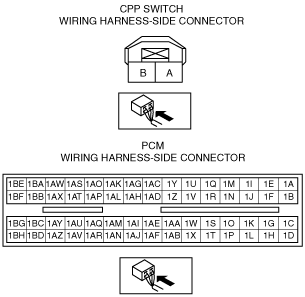 CPP SWITCH
WIRING HARNESS-SIDE CONNECTOR
B A
PCM
WIRING HARNESS-SIDE CONNECTOR
1BE 1BA 1AW 1AS 1AO 1AK 1AG 1AC 1Y 1U 1Q 1M 1I 1E 1A
1BF 1BB 1AX 1AT 1AP 1AL 1AH 1AD 1Z 1V 1R 1N 1J 1F 1B
1BG 1BC 1AY 1AU 1AQ 1AM 1AI 1AE 1AA 1W 1S 1O 1K 1G 1C
1BH 1BD 1AZ 1AV 1AR 1AN 1AJ 1AF 1AB 1X 1T 1P 1L 1H 1D